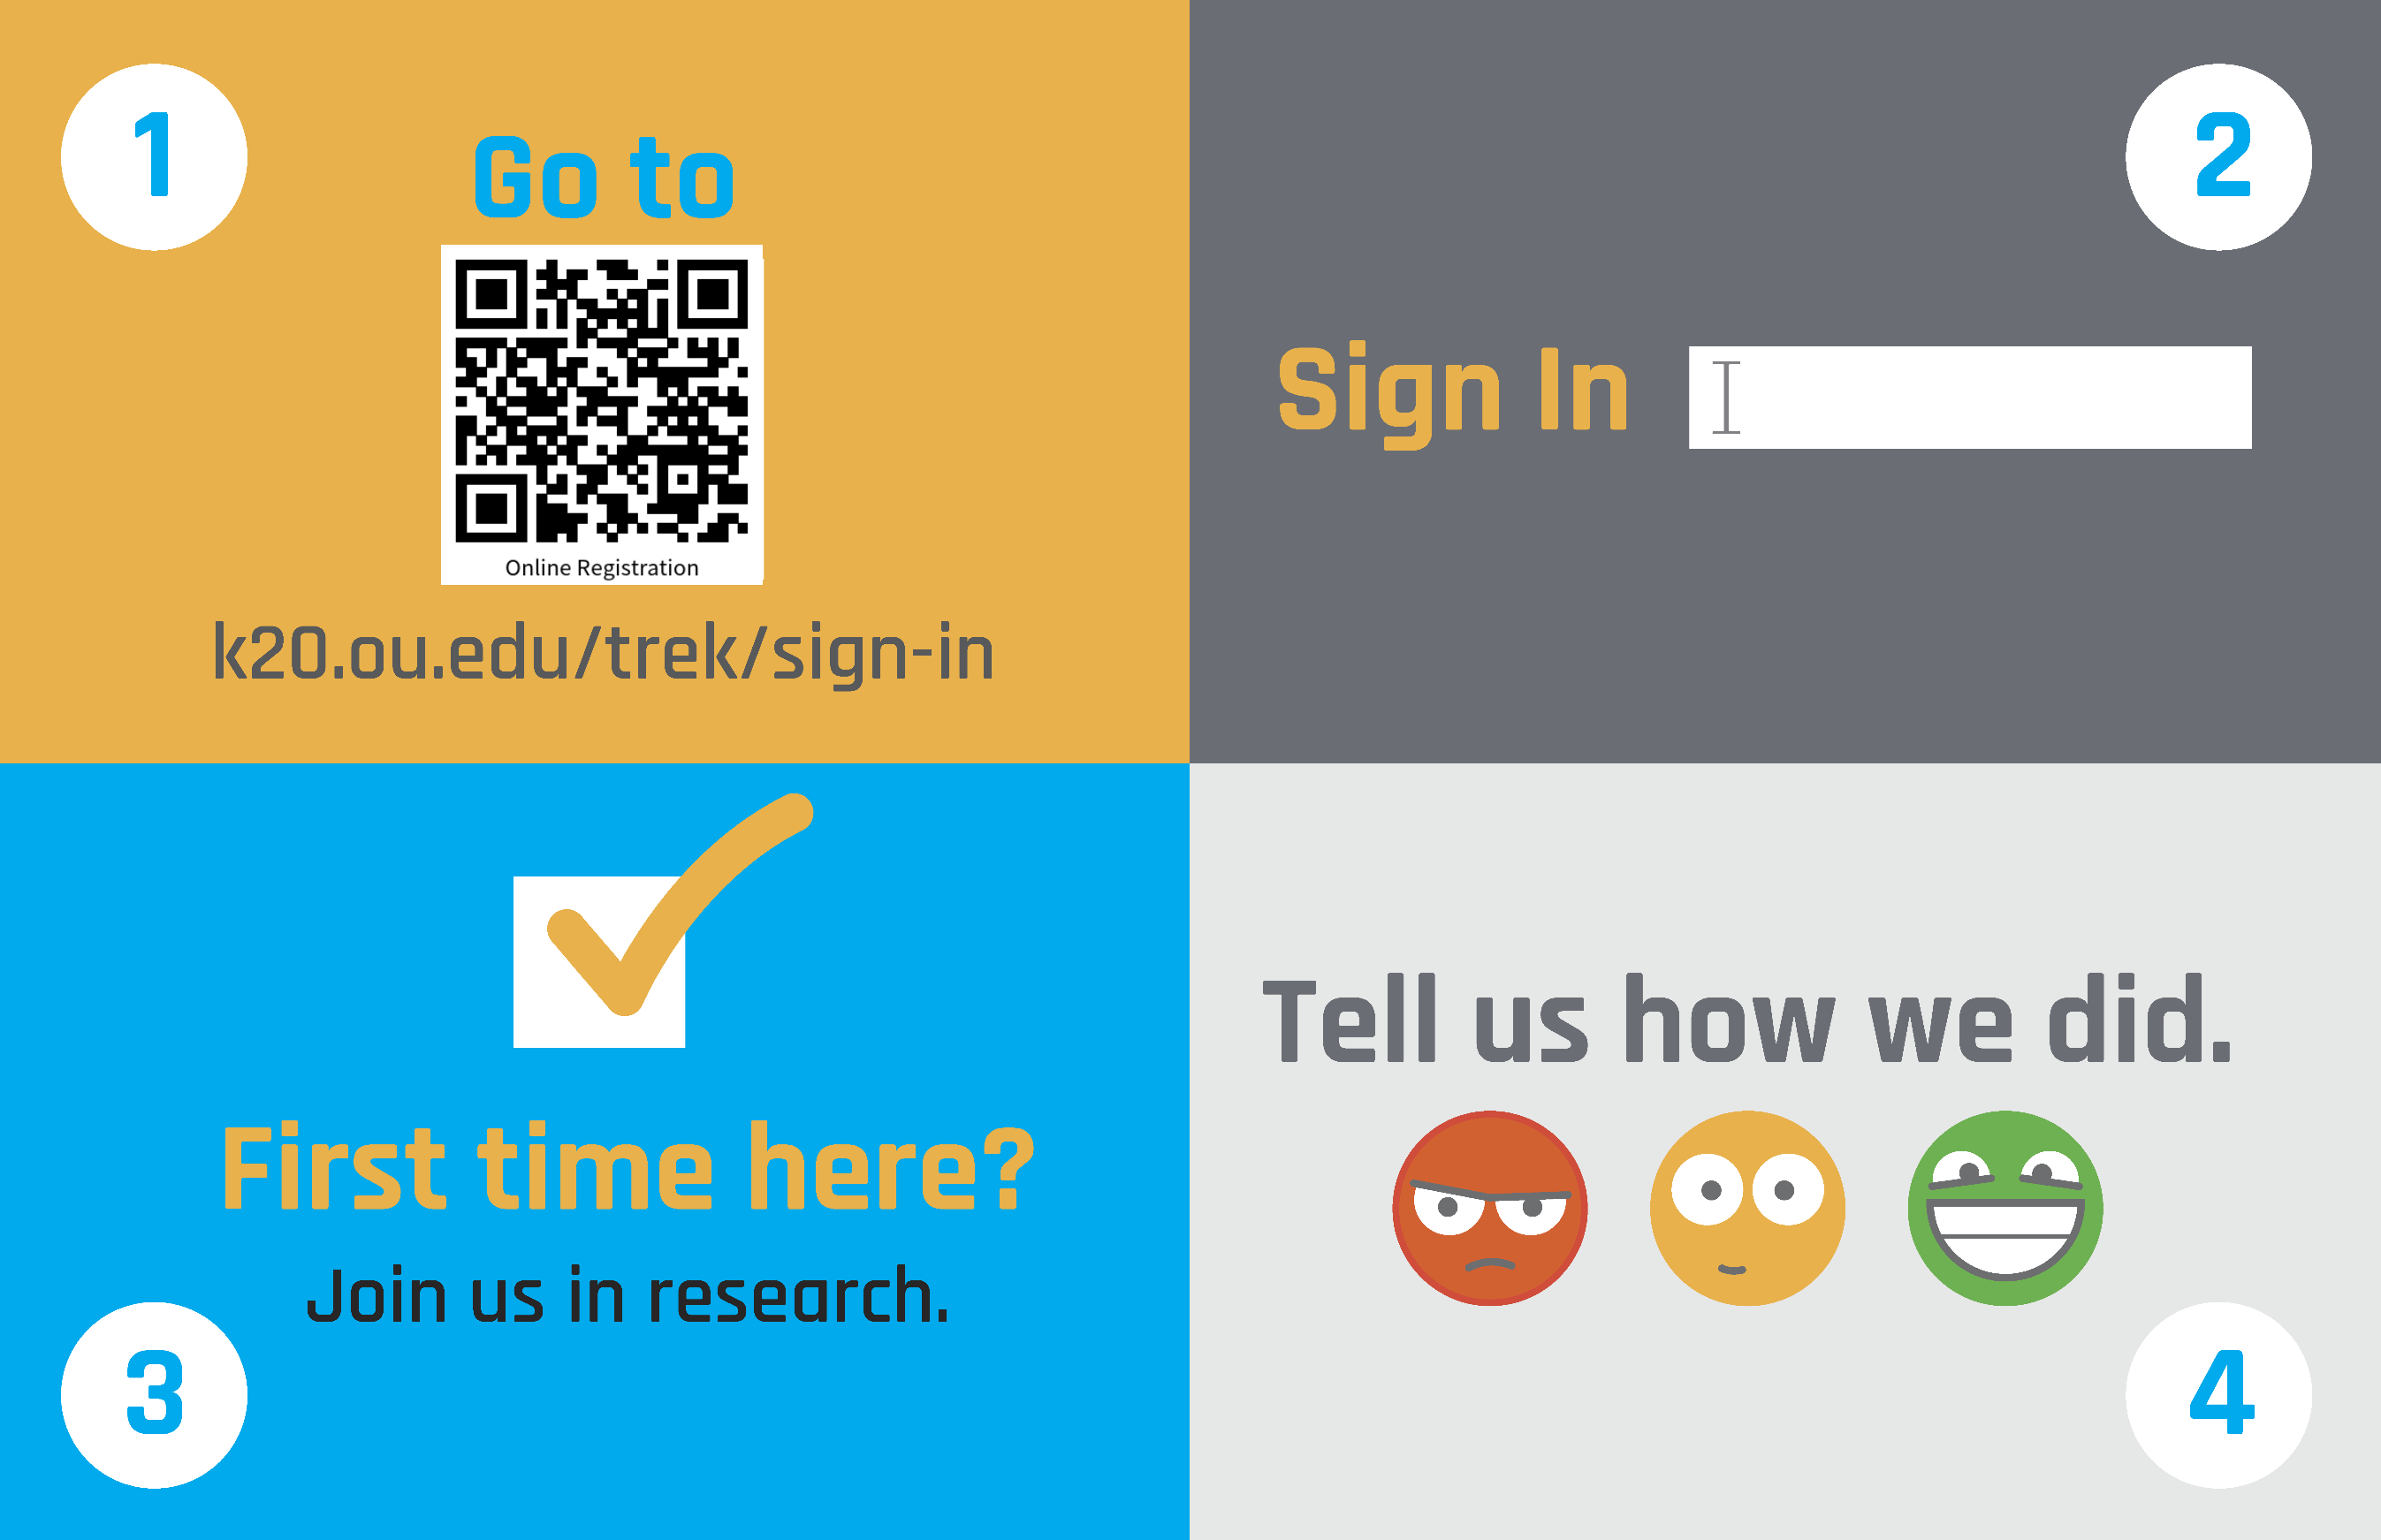 1
Go to
Online Registration
k20.ou.edu/trek/sign-in
2
Sign In
First time here?
Join us in research.
3
Tell us how we did.
4